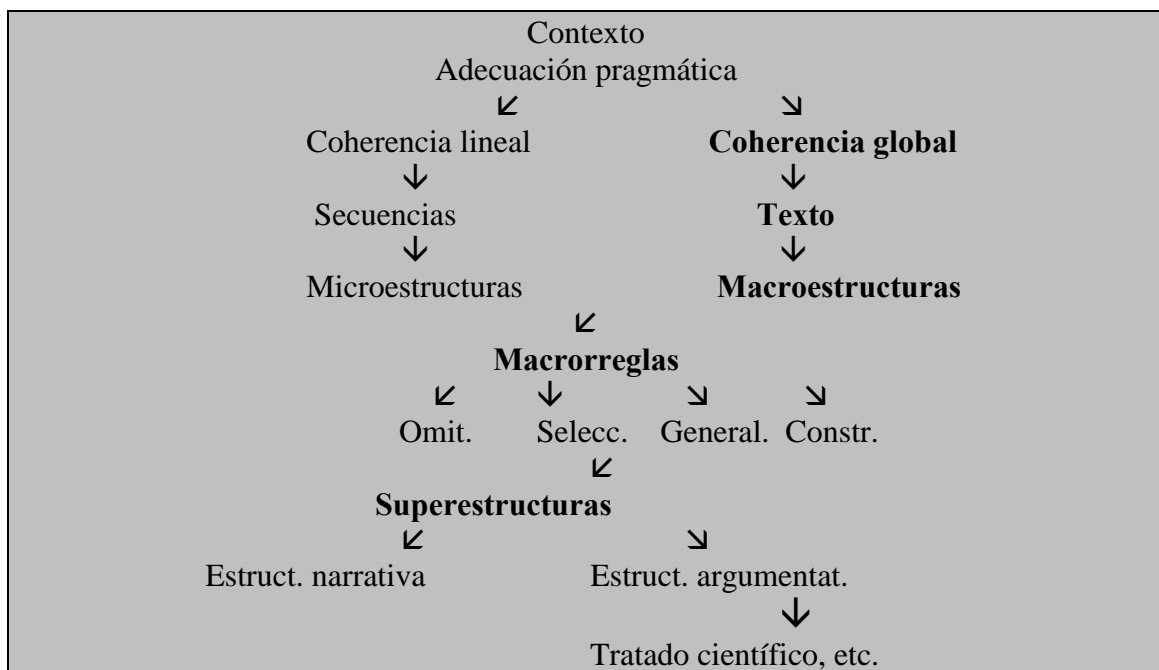 Contexto
Adecuación pragmática
Coherencia lineal Coherencia global
Secuencias Texto
Microestructuras Macroestructuras
Macrorreglas
Omit. Selecc. General. Constr.
Superestructuras
Estruct. narrativa Estruct. argumentat.
Tratado científico, etc.